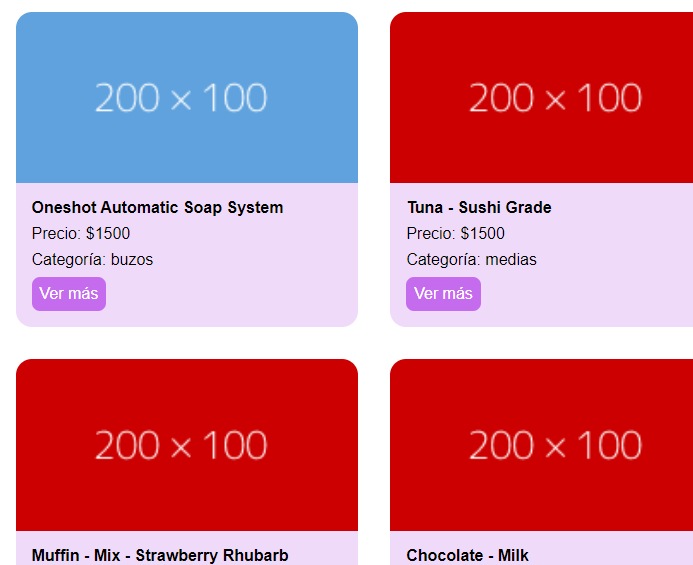 200 × 100
Oneshot Automatic Soap System
Precio: $1500
Categoría: buzos
Ver más
200 × 100
Tuna - Sushi Grade
Precio: $1500
Categoría: medias
Ver más
200 × 100
Muffin - Mix - Strawberry Rhubarb
200 × 100
Chocolate - Milk